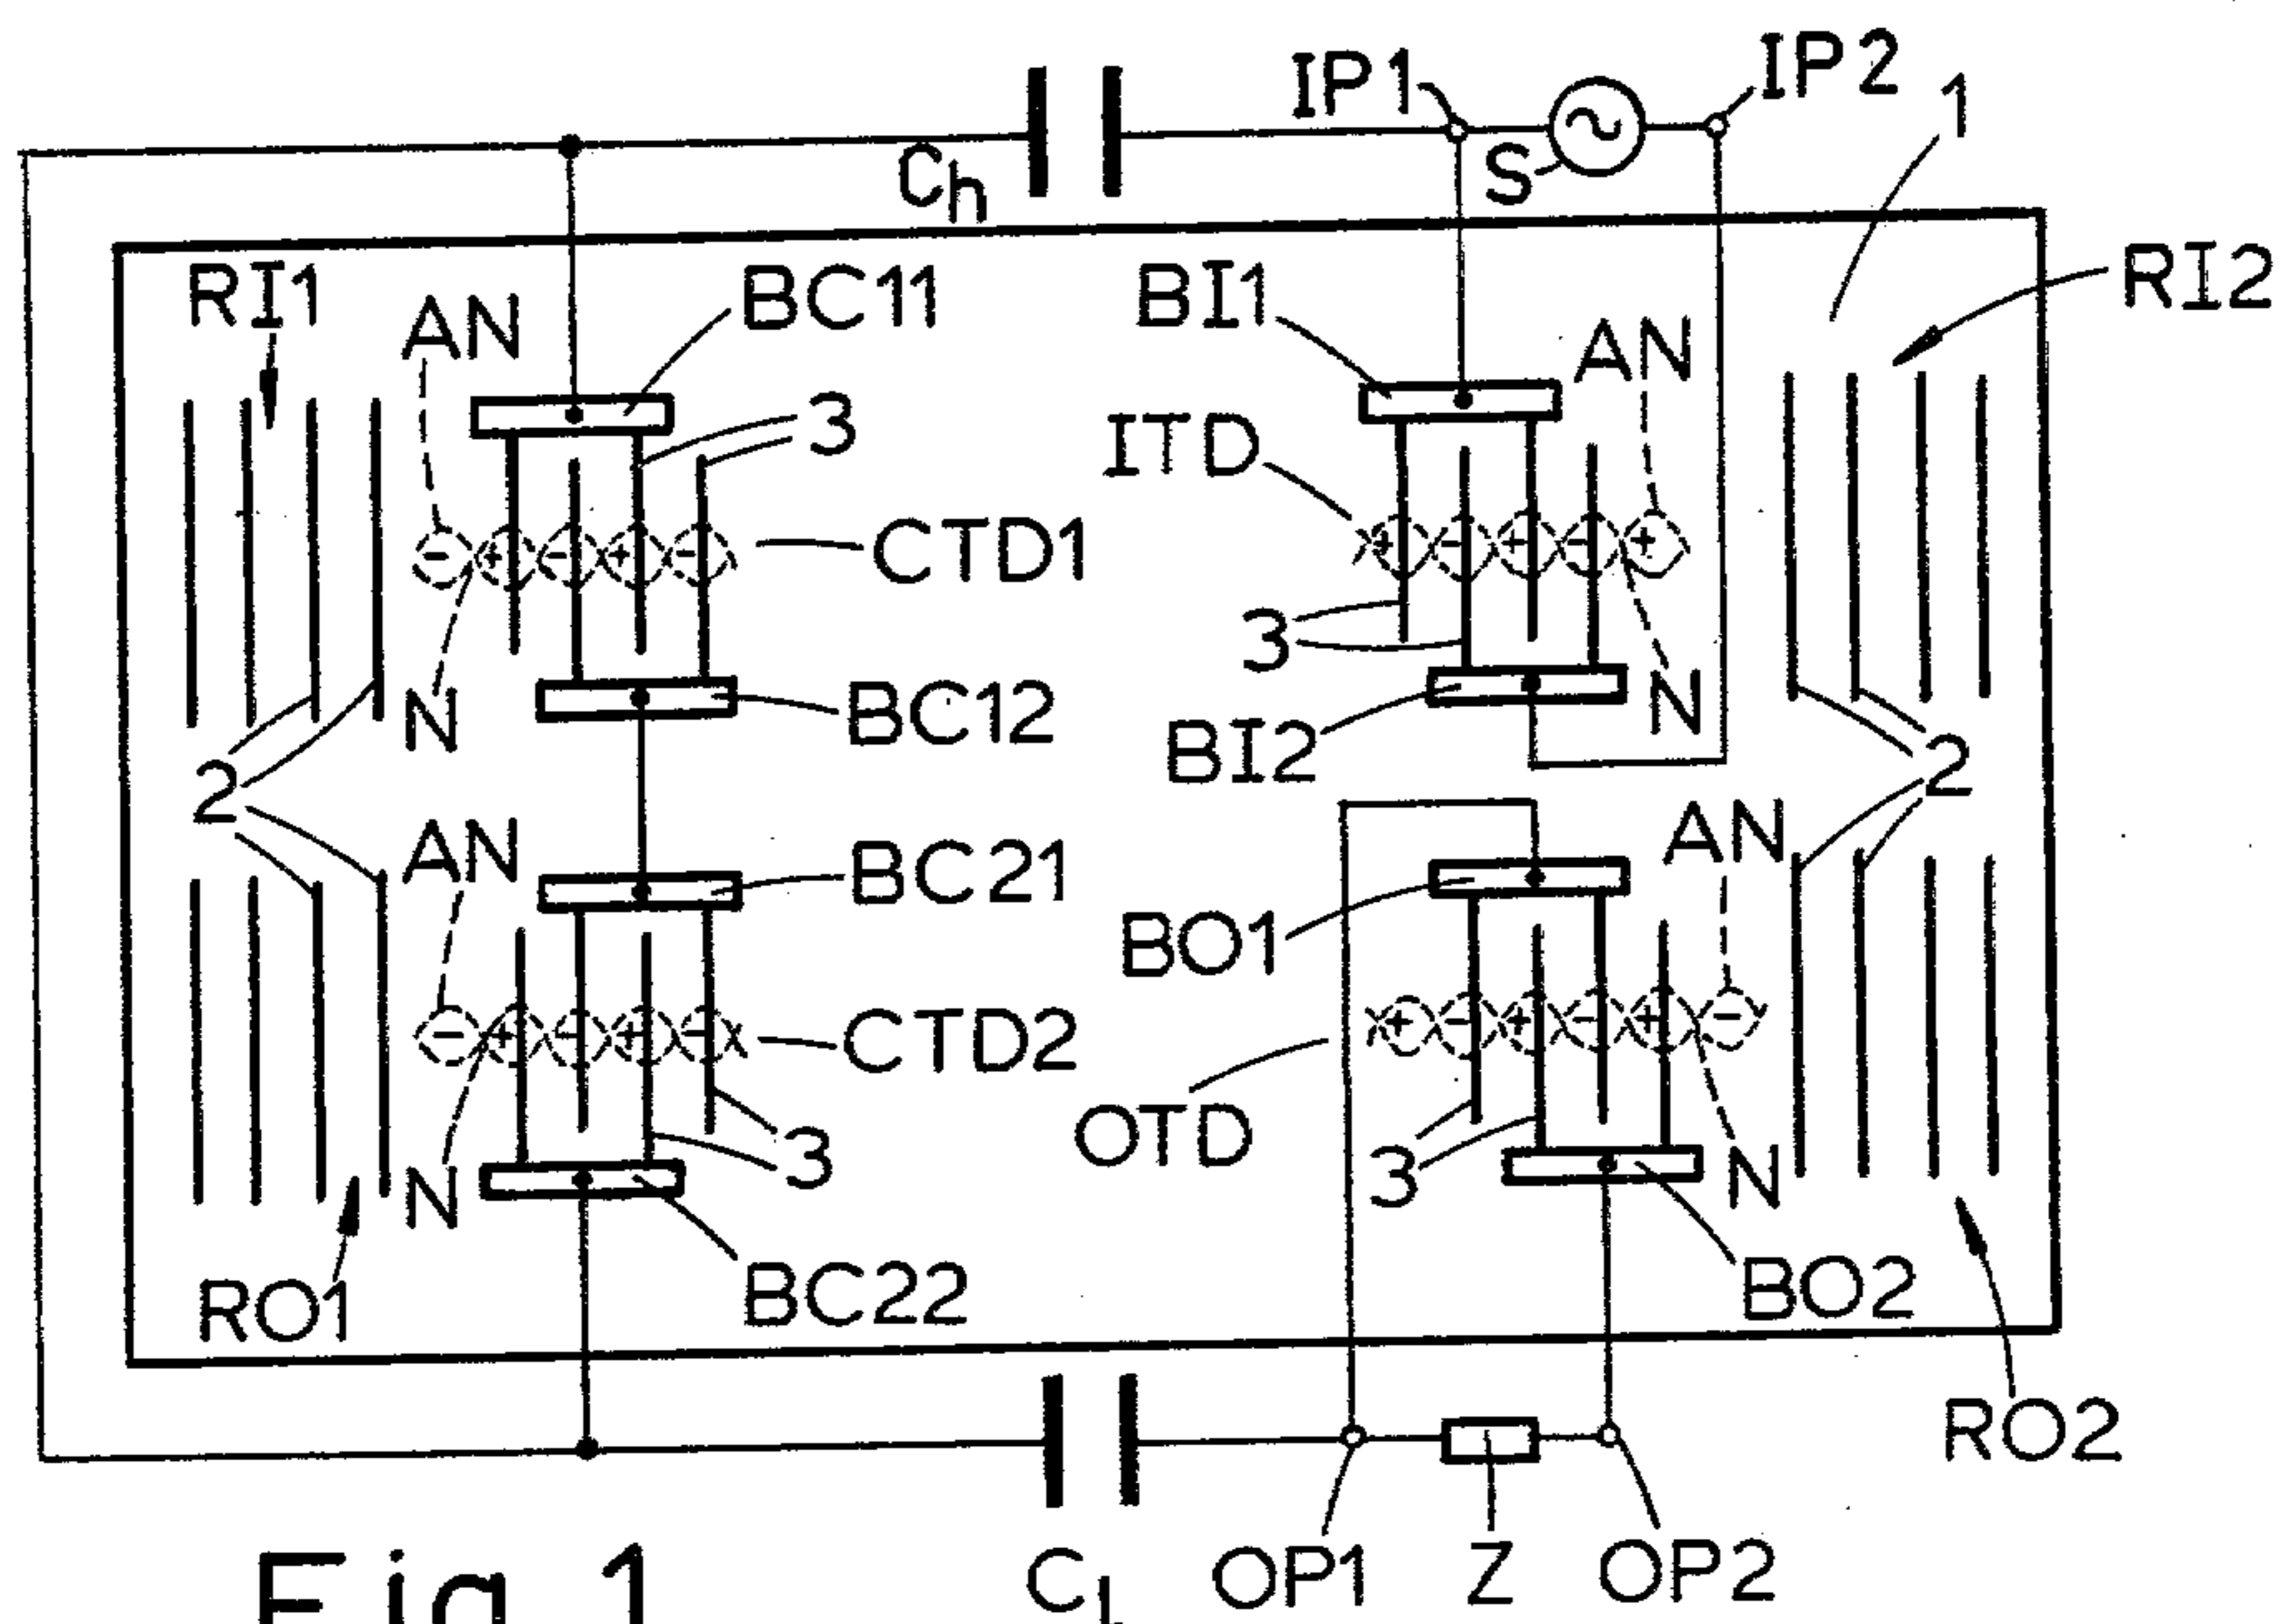 IP1
IP2
1
Ch
S
RI1
AN
BC11
BI1
AN
RI2
3
ITD
CTD1
3
N
BC12
BI2
N
2
2
AN
BC21
AN
BO1
CTD2
OTD
3
3
N
N
RO1
BC22
BO2
RO2
Fig 1
OP1
Z
OP2